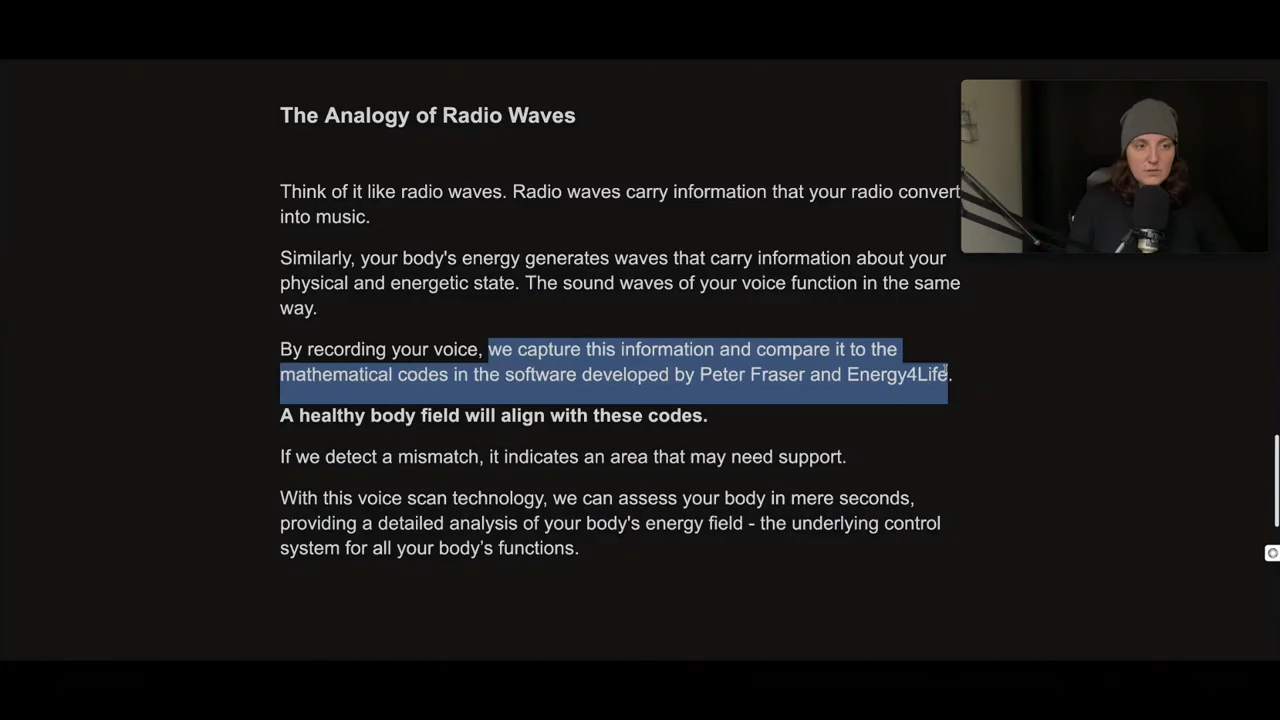 The Analogy of Radio Waves
Think of it like radio waves. Radio waves carry information that your radio convert
into music.
Similarly, your body's energy generates waves that carry information about your
physical and energetic state. The sound waves of your voice function in the same
way.
By recording your voice, we capture this information and compare it to the
mathematical codes in the software developed by Peter Fraser and Energy4Life.
A healthy body field will align with these codes.
If we detect a mismatch, it indicates an area that may need support.
With this voice scan technology, we can assess your body in mere seconds,
providing a detailed analysis of your body's energy field - the underlying control
system for all your body’s functions.